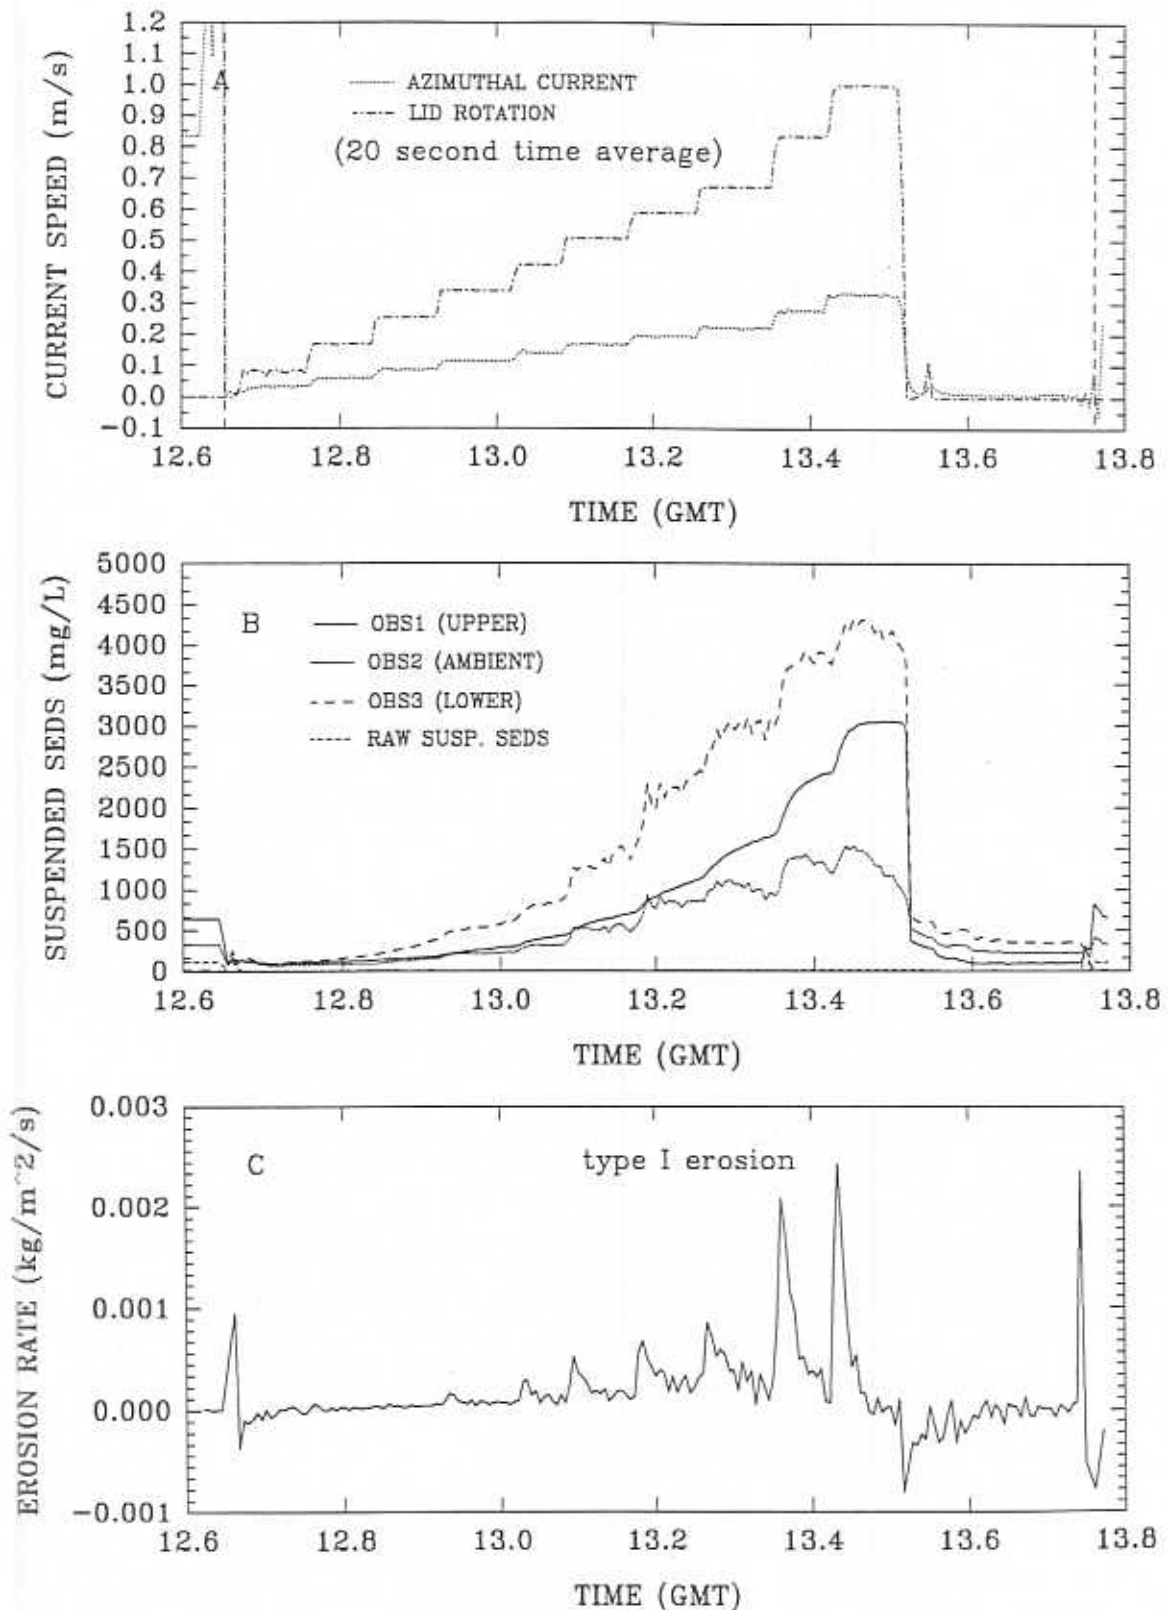 1.2
1.1
1.0
0.9
0.8
0.7
0.6
0.5
0.4
0.3
0.2
0.1
0.0
-0.1
CURRENT SPEED (m/s)
A
AZIMUTHAL CURRENT
LID ROTATION
(20 second time average)
12.6 12.8 13.0 13.2 13.4 13.6 13.8
TIME (GMT)
5000
4500
4000
3500
3000
2500
2000
1500
1000
500
0
SUSPENDED SEDS (mg/L)
B
OBS1 (UPPER)
OBS2 (AMBIENT)
OBS3 (LOWER)
RAW SUSP. SEDS
12.6 12.8 13.0 13.2 13.4 13.6 13.8
TIME (GMT)
0.003
0.002
0.001
0.000
-0.001
EROSION RATE (kg/m^2/s)
C
type I erosion
12.6 12.8 13.0 13.2 13.4 13.6 13.8
TIME (GMT)